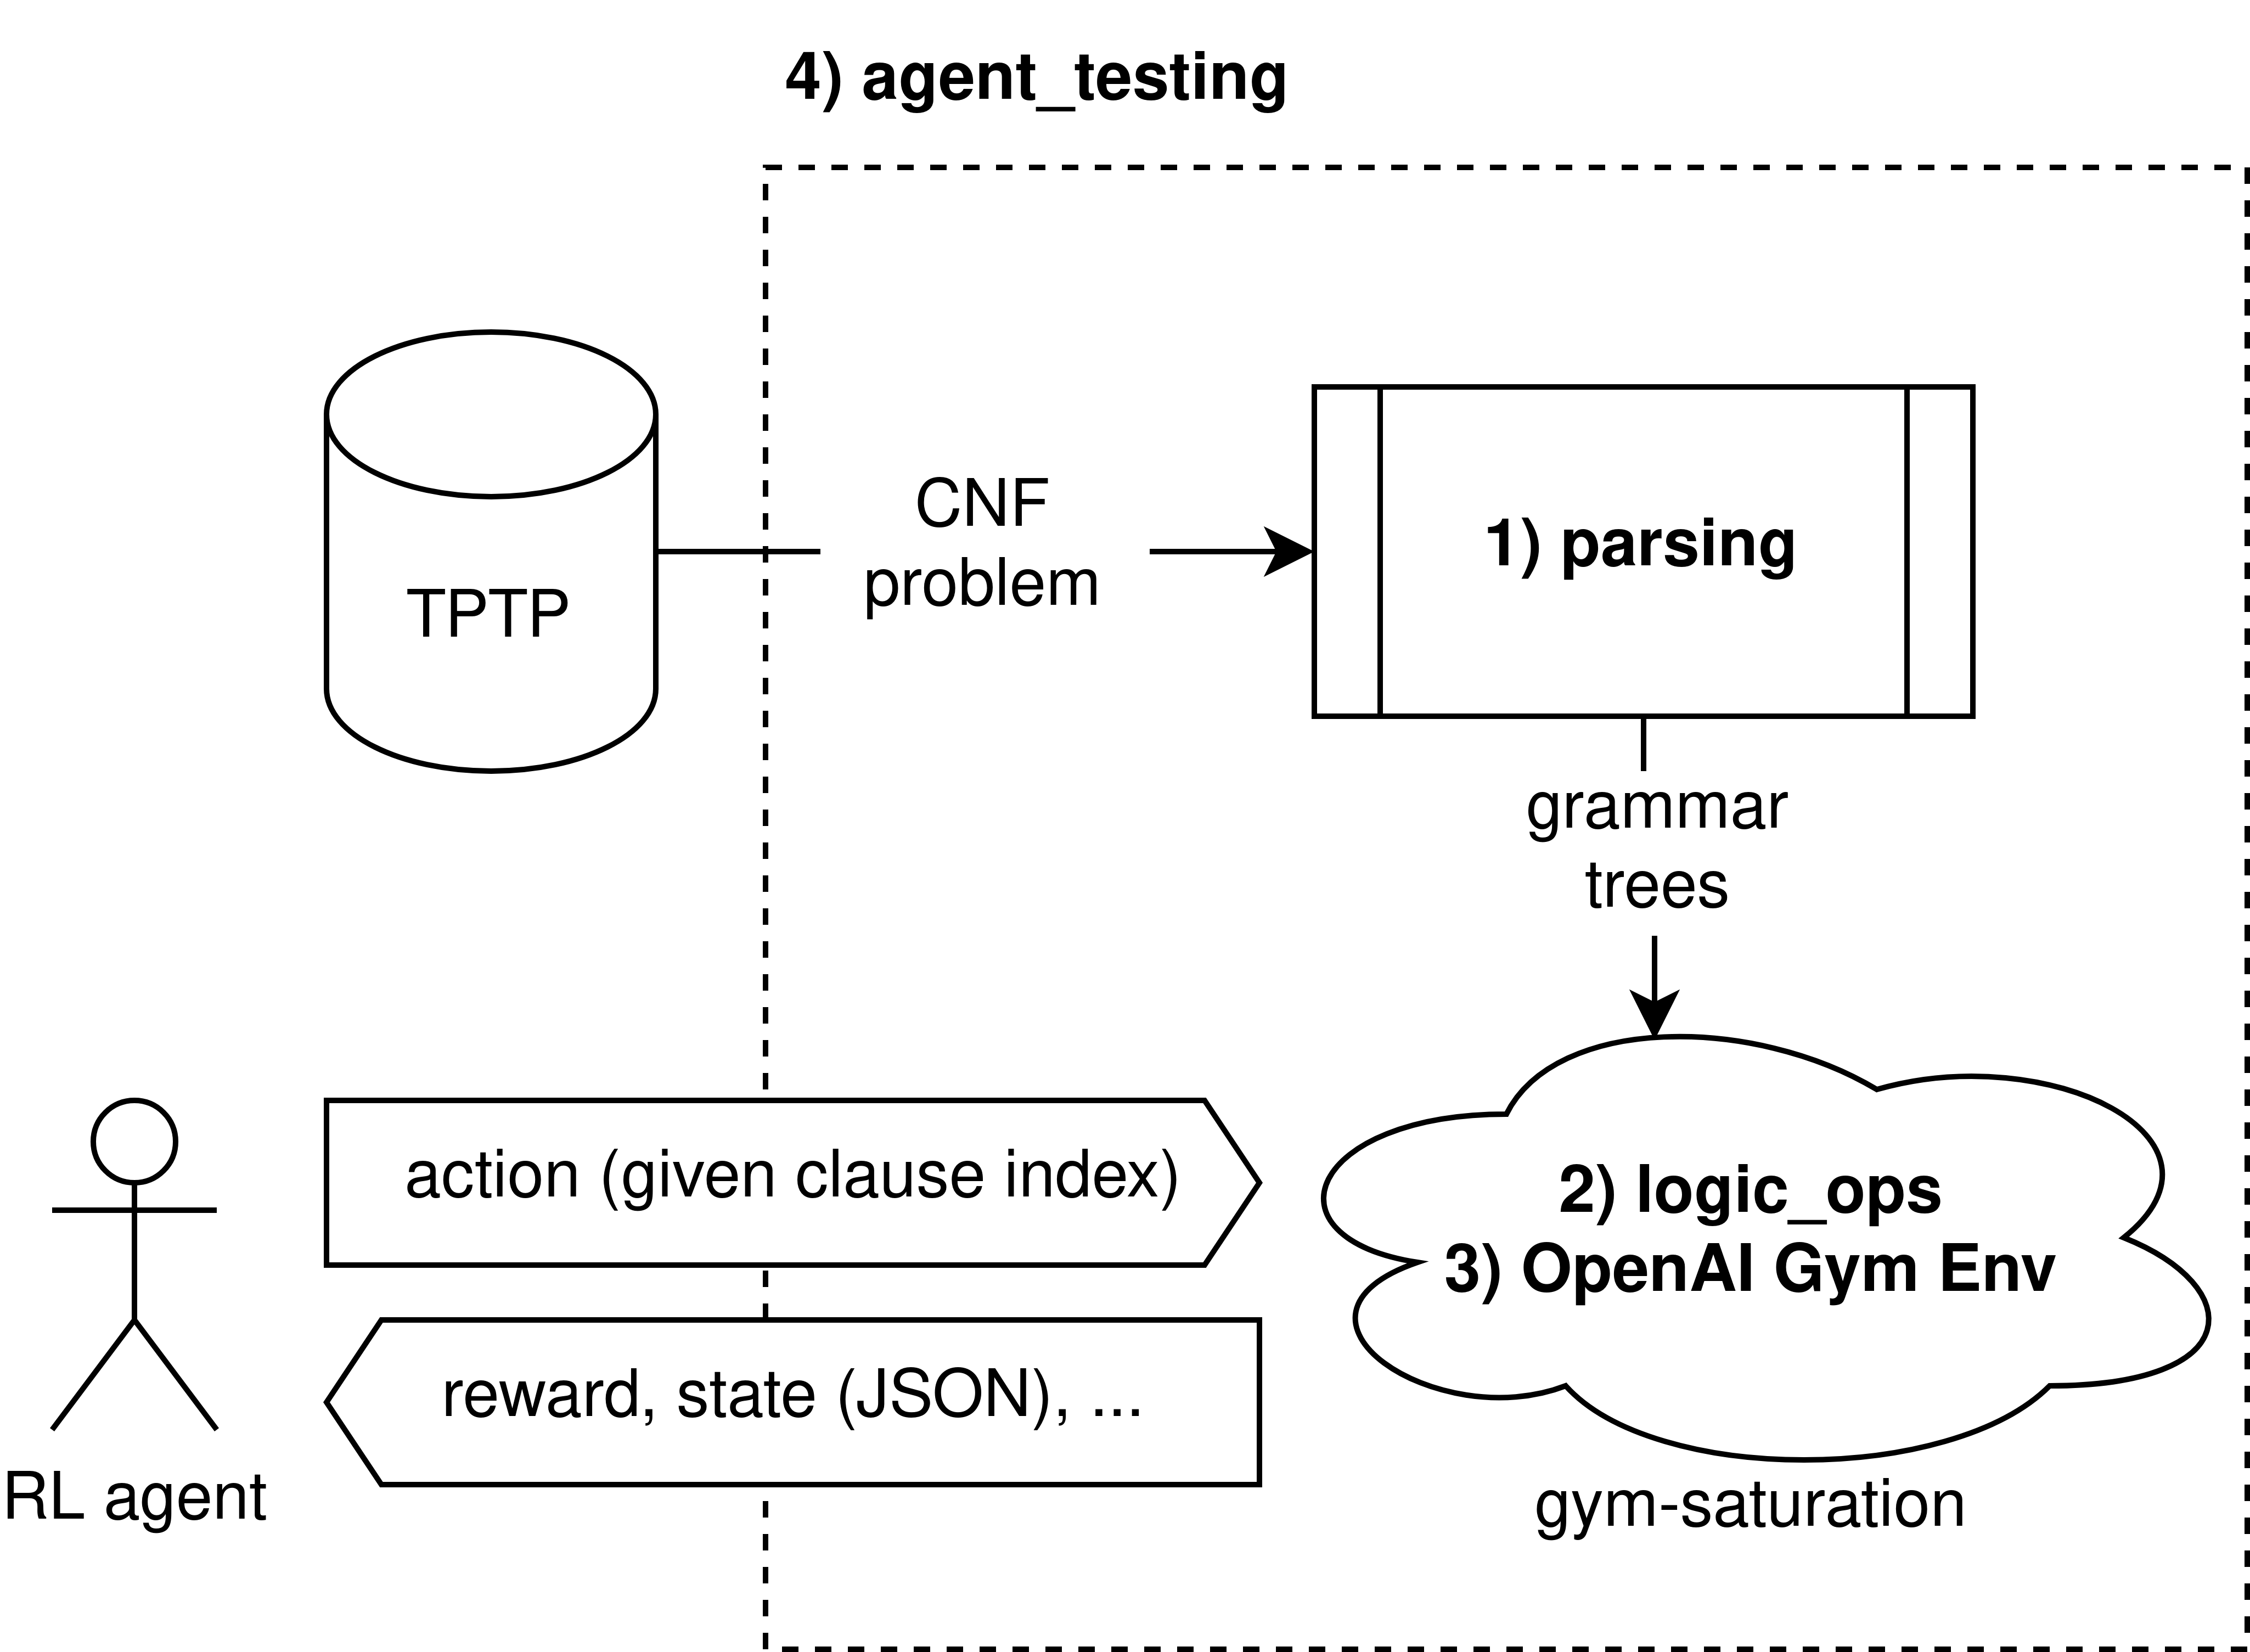 4) agent_testing
TPTP
CNF
problem
1) parsing
grammar
trees
action (given clause index)
reward, state (JSON), ...
2) logic_ops
3) OpenAI Gym Env
RL agent
gym-saturation